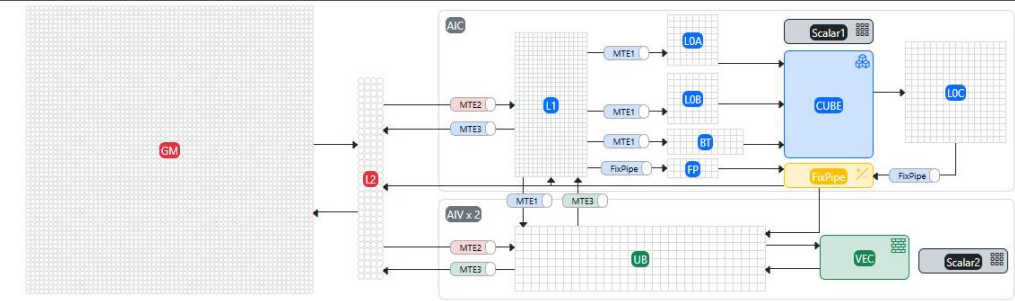 AIC
Scalar1
L0A
MTE1
MTE2
L1
MTE1
L0B
CUBE
L0C
MTE3
MTE1
BT
GM
L2
FixPipe
FP
FixPipe
FixPipe
MTE1
MTE3
AIV x 2
MTE2
UB
VEC
Scalar2
MTE3